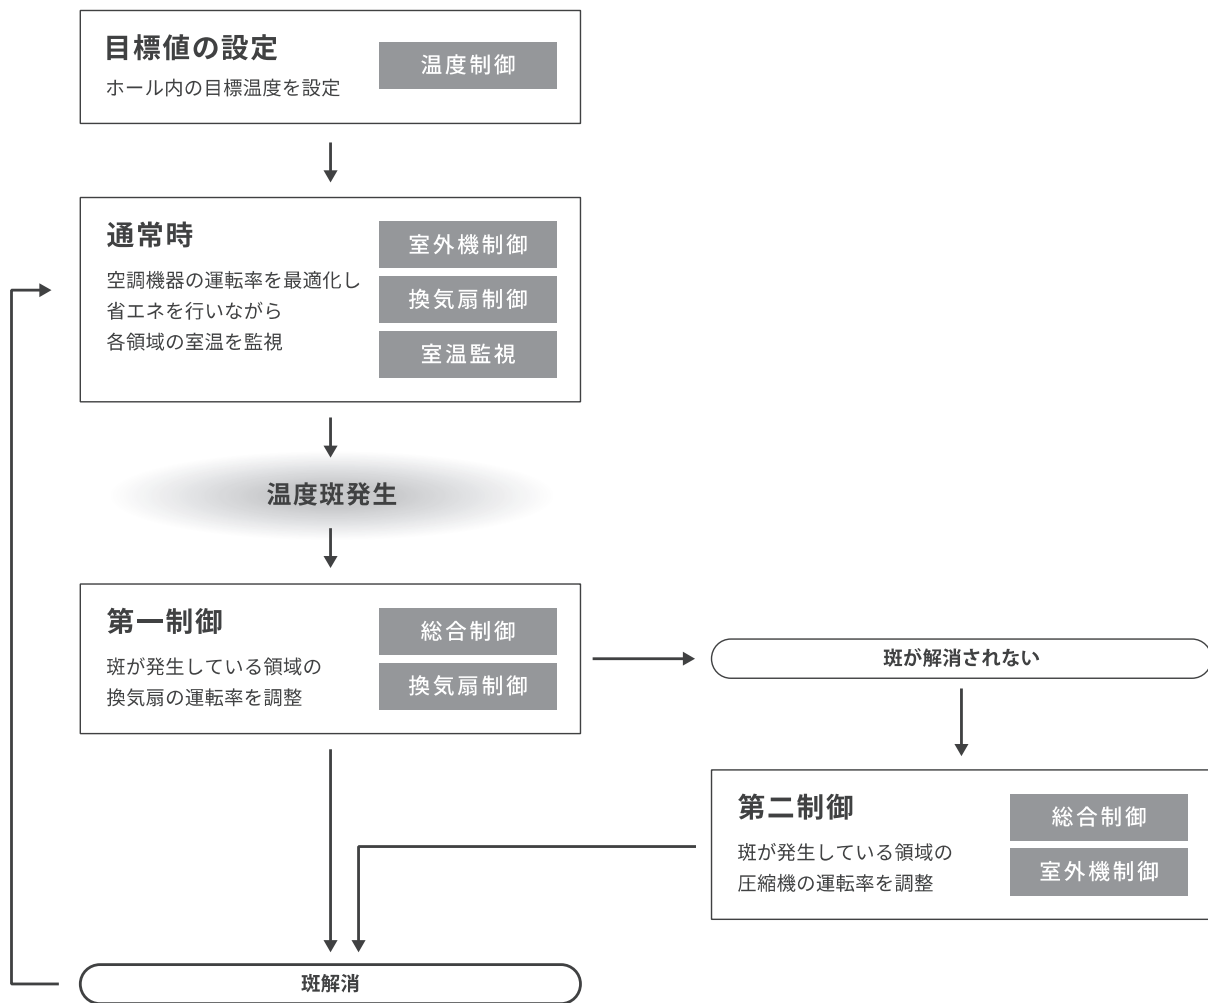 目標値の設定
ホール内の目標温度を設定
温度制御
通常時
空調機器の運転率を最適化し
省エネを行いながら
各領域の室温を監視
室外機制御
換気扇制御
室温監視
温度斑発生
第一制御
斑が発生している領域の
換気扇の運転率を調整
総合制御
換気扇制御
斑が解消されない
第二制御
斑が発生している領域の
圧縮機の運転率を調整
総合制御
室外機制御
斑解消